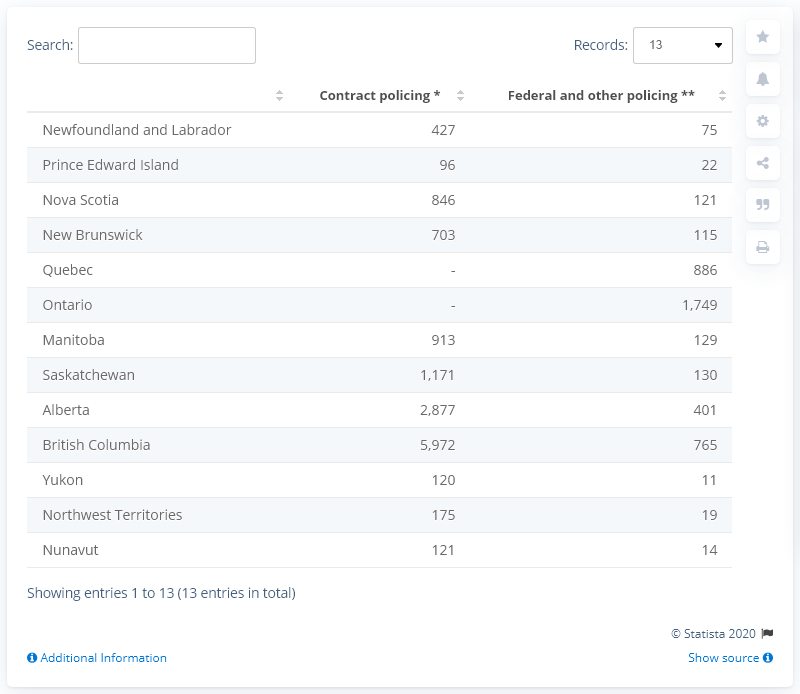 Search: Records: 13
Contract policing * Federal and other policing **
Newfoundland and Labrador 427 75
Prince Edward Island 96 22
Nova Scotia 846 121
New Brunswick 703 115
Quebec - 886
Ontario - 1,749
Manitoba 913 129
Saskatchewan 1,171 130
Alberta 2,877 401
British Columbia 5,972 765
Yukon 120 11
Northwest Territories 175 19
Nunavut 121 14
Showing entries 1 to 13 (13 entries in total)
© Statista 2020
Additional Information Show source